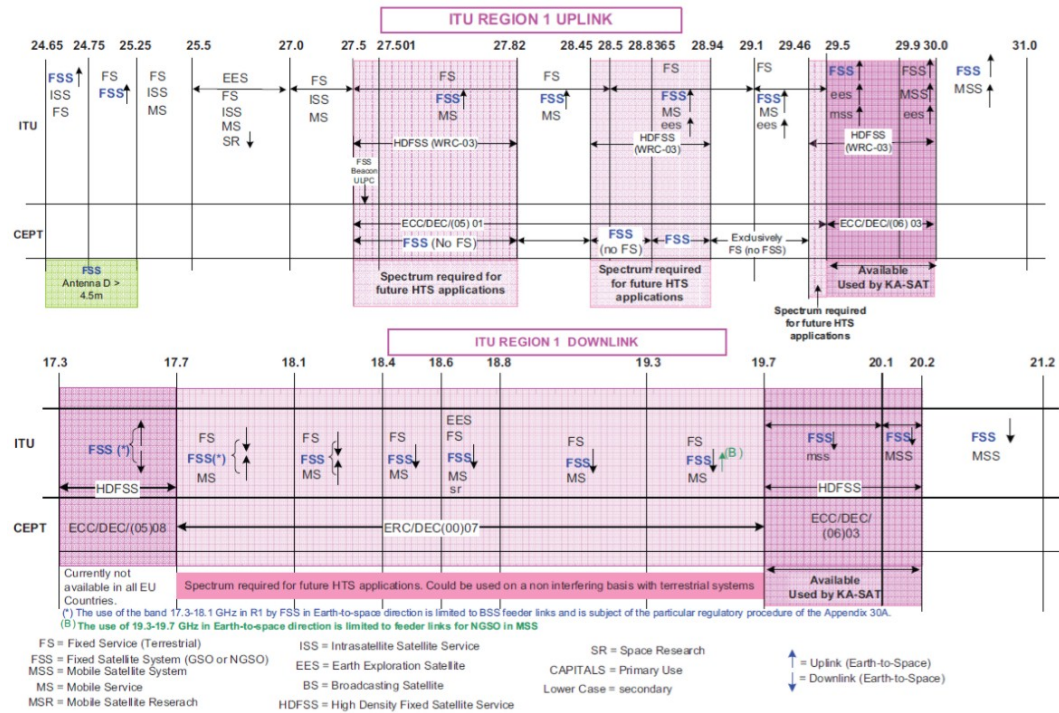 ITU REGION 1 UPLINK
24.65 24.75 25.25 25.5 27.0 27.5 27.501 27.82 28.45 28.5 28.8365 28.94 29.1 29.46 29.5 29.9 30.0 31.0
ITU
FSS
ISS
FS
FS
FSS
FS
ISS
MS
EES
FS
ISS
MS
SR
FS
ISS
MS
FS
FSS
MS
HDFSS (WRC-03)
FSS
Beacon
ULPC
FS
FSS
MS
FS
FSS
MS
ees
HDFSS
(WRC-03)
FS
FSS
MS
ees
FSS
ees
mss
FSS
MSS
ees
HDFSS
(WRC-03)
FSS
MSS
CEPT
ECC/DEC/(05) 01
ECC/DEC/(06) 03
FSS (No FS)
FSS
(no FS)
FSS
Exclusively
FS (no FSS)
FSS
Antenna D >
4.5m
Spectrum required for
future HTS applications
Spectrum required
for future HTS
applications
Available
Used by KA-SAT
Spectrum required
for future HTS
applications
ITU REGION 1 DOWNLINK
17.3 17.7 18.1 18.4 18.6 18.8 19.3 19.7 20.1 20.2 21.2
ITU
FSS (*)
HDFSS
FS
FSS(*)
MS
FS
FSS
MS
FS
FSS
MS
EES
FS
FSS
MS
sr
FS
FSS
MS
FS
FSS
MS
(B)
FSS
mss
FSS
MSS
HDFSS
FSS
MSS
CEPT
ECC/DEC/(05)08
ERC/DEC(00)07
ECC/DEC/
(06)03
Currently not
available in all EU
Countries.
Spectrum required for future HTS applications. Could be used on a non interfering basis with terrestrial systems
Available
Used by KA-SAT
(*) The use of the band 17.3-18.1 GHz in R1 by FSS in Earth-to-space direction is limited to BSS feeder links and is subject of the particular regulatory procedure of the Appendix 30A.
(B) The use of 19.3-19.7 GHz in Earth-to-space direction is limited to feeder links for NGSO in MSS
FS = Fixed Service (Terrestrial)
FSS = Fixed Satellite System (GSO or NGSO)
MSS = Mobile Satellite System
MS = Mobile Service
MSR = Mobile Satellite Reserach
ISS = Intrasatellite Satellite Service
EES = Earth Exploration Satellite
BS = Broadcasting Satellite
HDFSS = High Density Fixed Satellite Service
SR = Space Research
CAPITALS = Primary Use
Lower Case = secondary
= Uplink (Earth-to-Space)
= Downlink (Earth-to-Space)